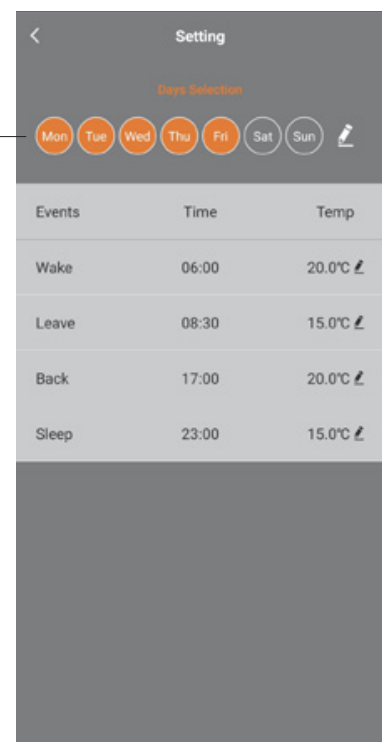 Setting
Days Selection
Mon Tue Wed Thu Fri Sat Sun
Events Time Temp
Wake 06:00 20.0℃
Leave 08:30 15.0℃
Back 17:00 20.0℃
Sleep 23:00 15.0℃